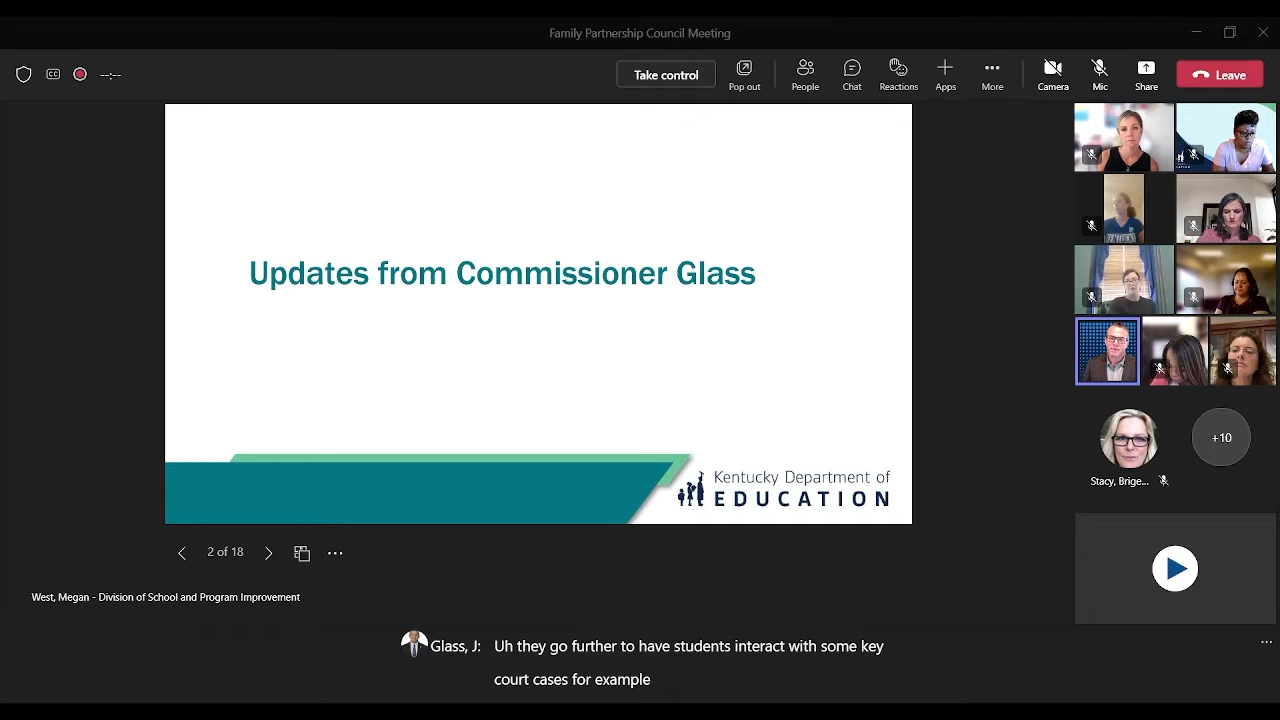 Family Partnership Council Meeting
CC
--:--
Take control
Pop out
People
Chat
Reactions
Apps
More
Camera
Mic
Share
Leave
Updates from Commissioner Glass
Kentucky Department of
EDUCATION
+10
Stacy, Brige...
2 of 18
West, Megan - Division of School and Program Improvement
Glass, J: Uh they go further to have students interact with some key
court cases for example